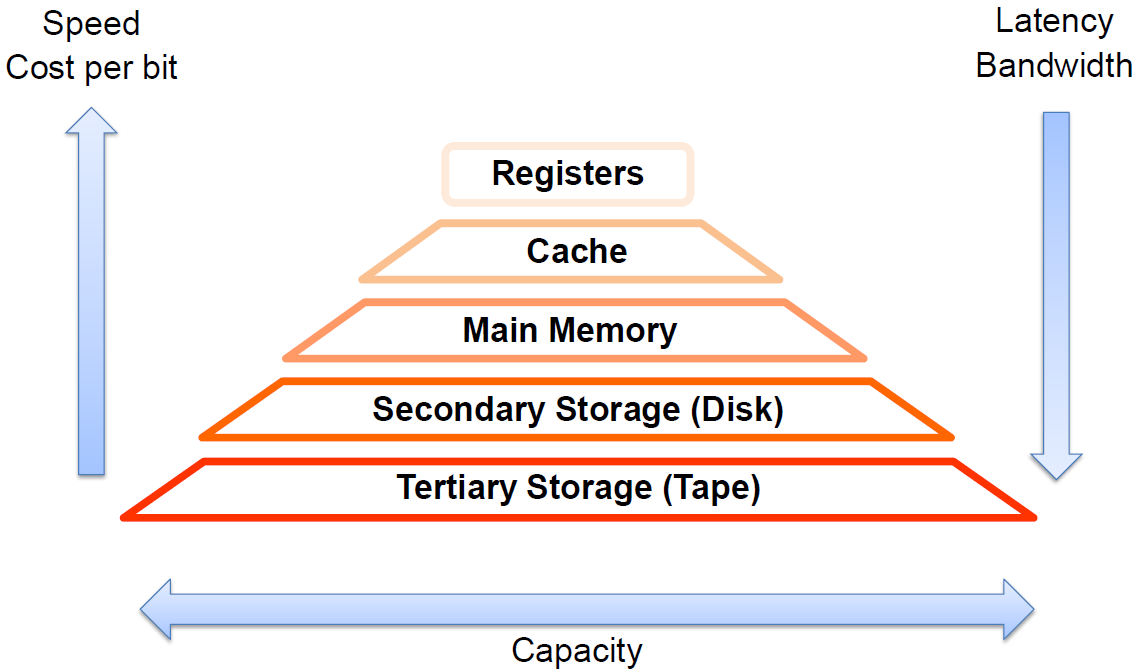 Speed
Cost per bit
Latency
Bandwidth
Registers
Cache
Main Memory
Secondary Storage (Disk)
Tertiary Storage (Tape)
Capacity